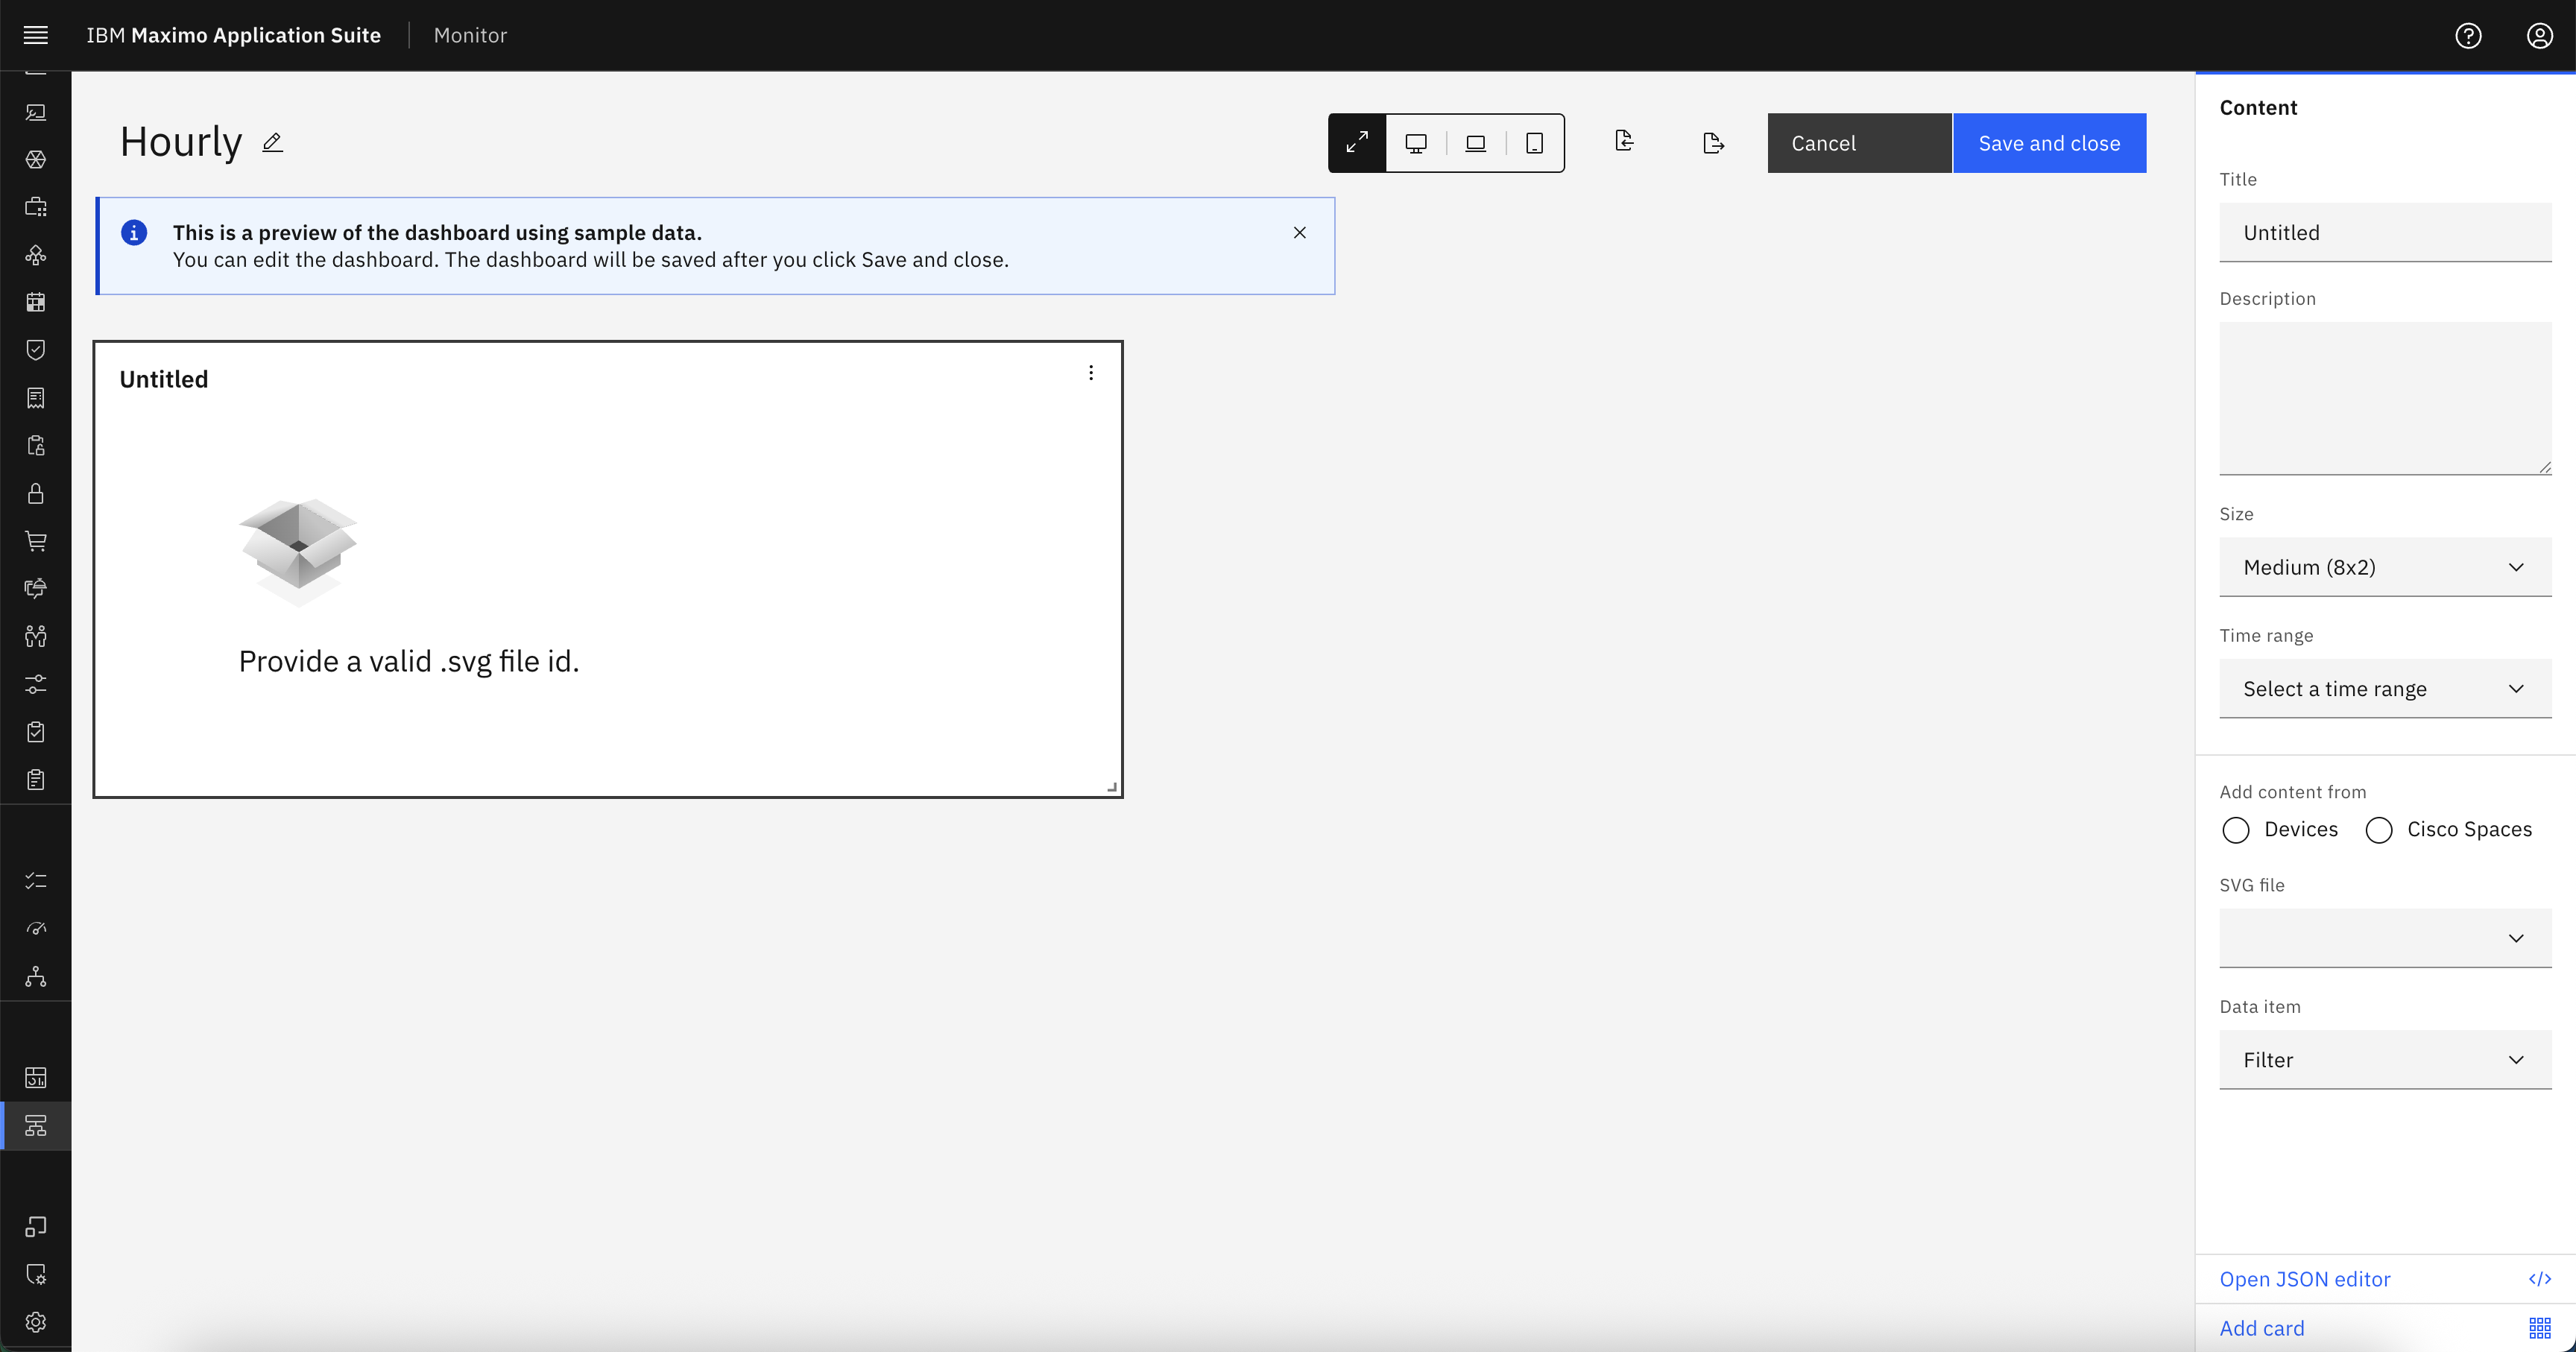 IBM Maximo Application Suite
Monitor
Hourly
Cancel
Save and close
This is a preview of the dashboard using sample data.
You can edit the dashboard. The dashboard will be saved after you click Save and close.
Untitled
Provide a valid .svg file id.
Content
Title
Untitled
Description
Size
Medium (8x2)
Time range
Select a time range
Add content from
Devices
Cisco Spaces
SVG file
Data item
Filter
Open JSON editor
Add card